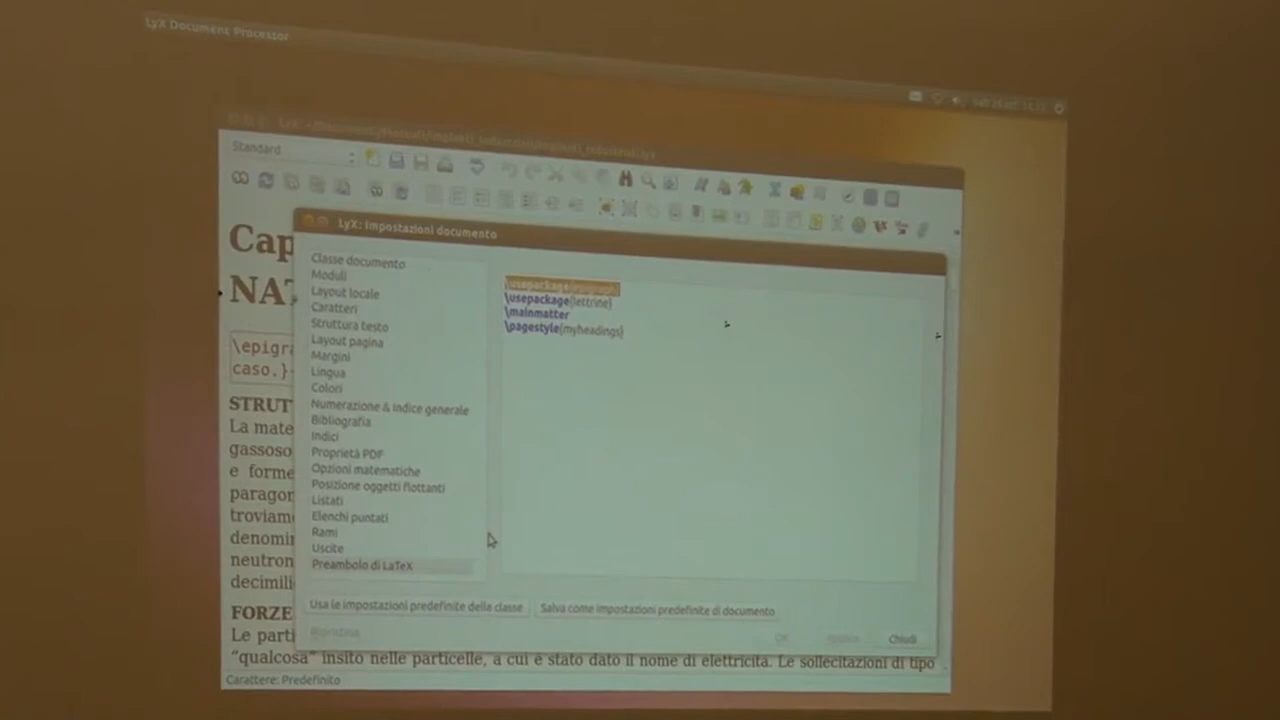 LyX Document Processor
Standard
LyX: Impostazioni documento
Cap
NAT
\epigra
caso.}
STRUT
La mate
gassoso
e forme
paragon
troviamo
denomin
neutron
decimili
FORZE
Le parti
"qualcosa" insito nelle particelle, a cui è stato dato il nome di elettricità. Le sollecitazioni di tipo
Carattere: Predefinito
Classe documento
Moduli
Layout locale
Caratteri
Struttura testo
Layout pagina
Margini
Lingua
Colori
Numerazione & Indice generale
Bibliografia
Indici
Proprietà PDF
Opzioni matematiche
Posizione oggetti flottanti
Listati
Elenchi puntati
Rami
Uscite
Preambolo di LaTeX
\usepackage{epigraph}
\usepackage{lettrine}
\mainmatter
\pagestyle{myheadings}
Usa le impostazioni predefinite della classe
Salva come impostazioni predefinite di documento
Ripristina
OK
Applica
Chiudi